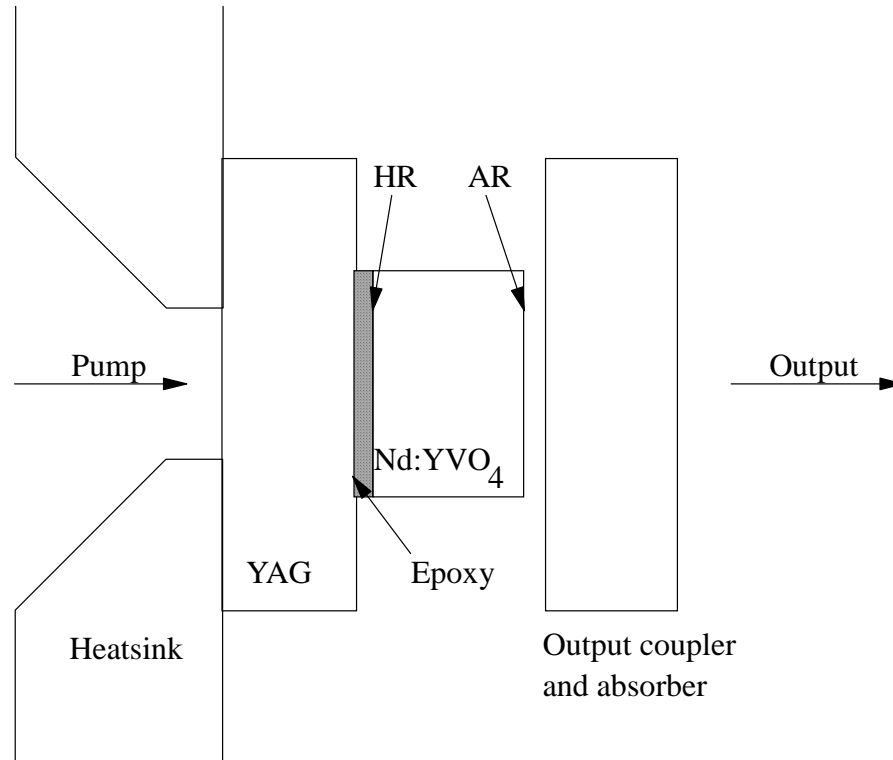 HR
AR
Pump
Output
Nd:YVO4
YAG
Epoxy
Heatsink
Output coupler
and absorber